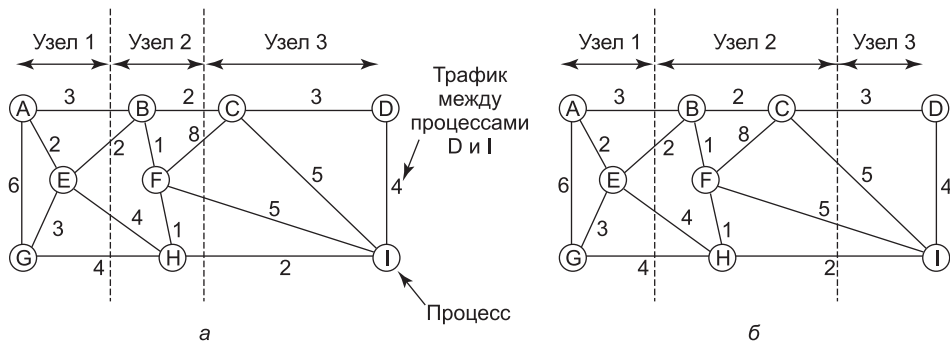 Узел 1 Узел 2 Узел 3
A 3 B 2 C 3 D
2 2 1 8
6 E F 5 4
3 4 1 5
G 4 H 2 I
Трафик
между
процессами
D и I
Процесс
а
Узел 1 Узел 2 Узел 3
A 3 B 2 C 3 D
2 2 1 8
6 E F 5 4
3 4 1 5
G 4 H 2 I
б